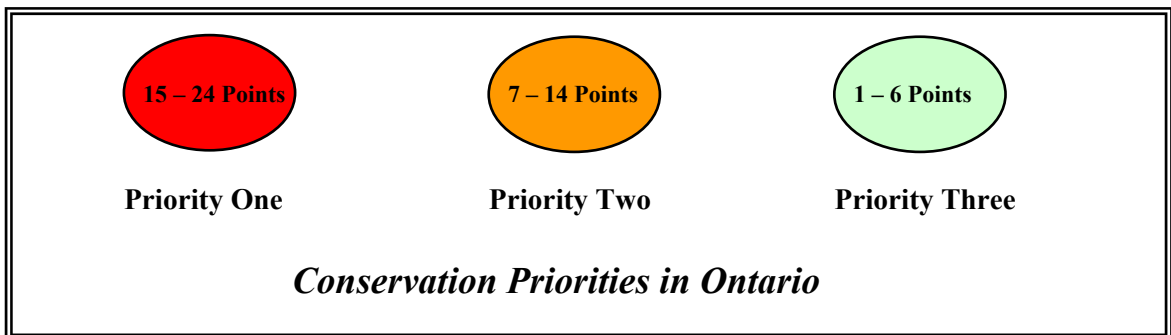 15 – 24 Points 7 – 14 Points 1 – 6 Points
Priority One Priority Two Priority Three
Conservation Priorities in Ontario